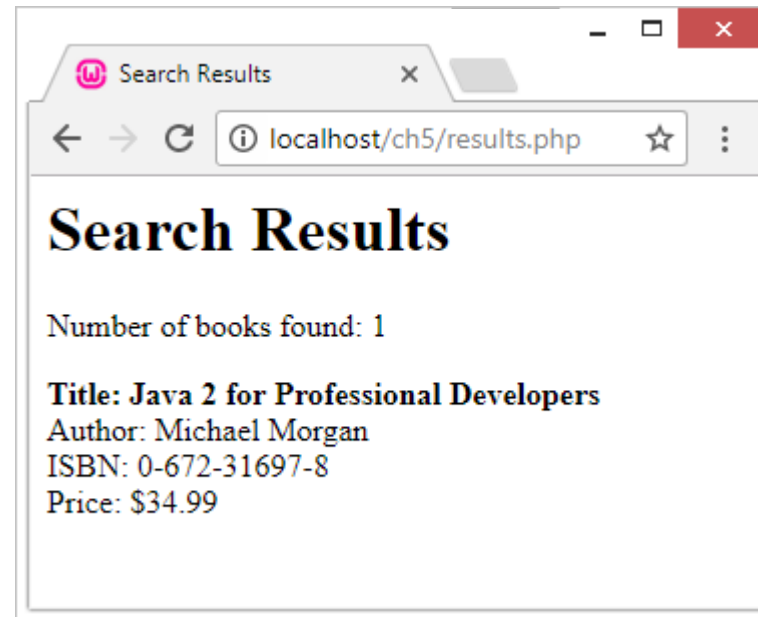 Search Results
localhost/ch5/results.php
Search Results
Number of books found: 1
Title: Java 2 for Professional Developers
Author: Michael Morgan
ISBN: 0-672-31697-8
Price: $34.99